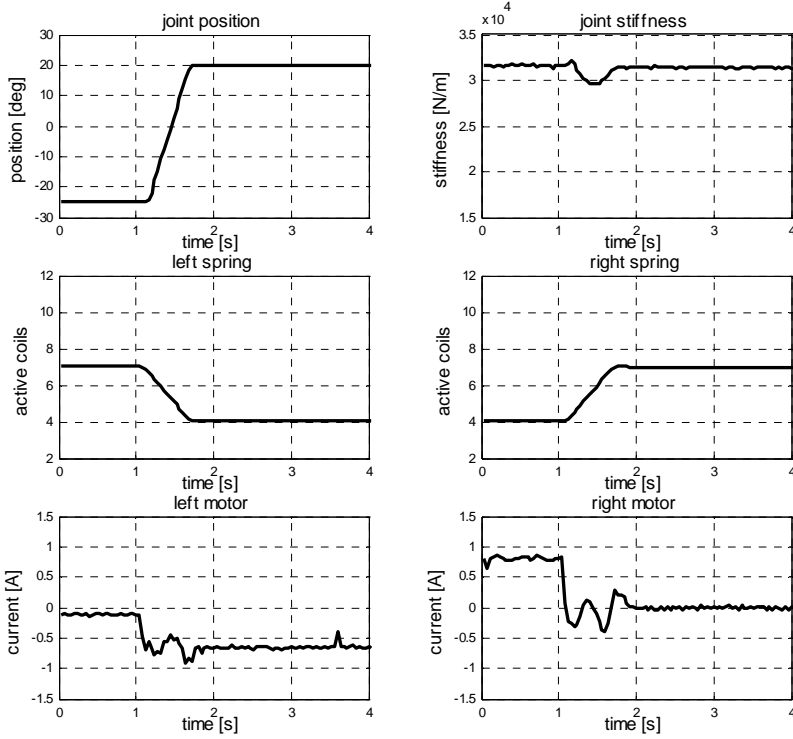 joint position
position [deg]
30
20
10
0
-10
-20
-30
0 1 2 3 4
time [s]
joint stiffness
x 10^4
stiffness [N/m]
3.5
3
2.5
2
1.5
0 1 2 3 4
time [s]
left spring
active coils
12
10
8
6
4
2
0 1 2 3 4
time [s]
right spring
active coils
12
10
8
6
4
2
0 1 2 3 4
time [s]
left motor
current [A]
1.5
1
0.5
0
-0.5
-1
-1.5
0 1 2 3 4
time [s]
right motor
current [A]
1.5
1
0.5
0
-0.5
-1
-1.5
0 1 2 3 4
time [s]